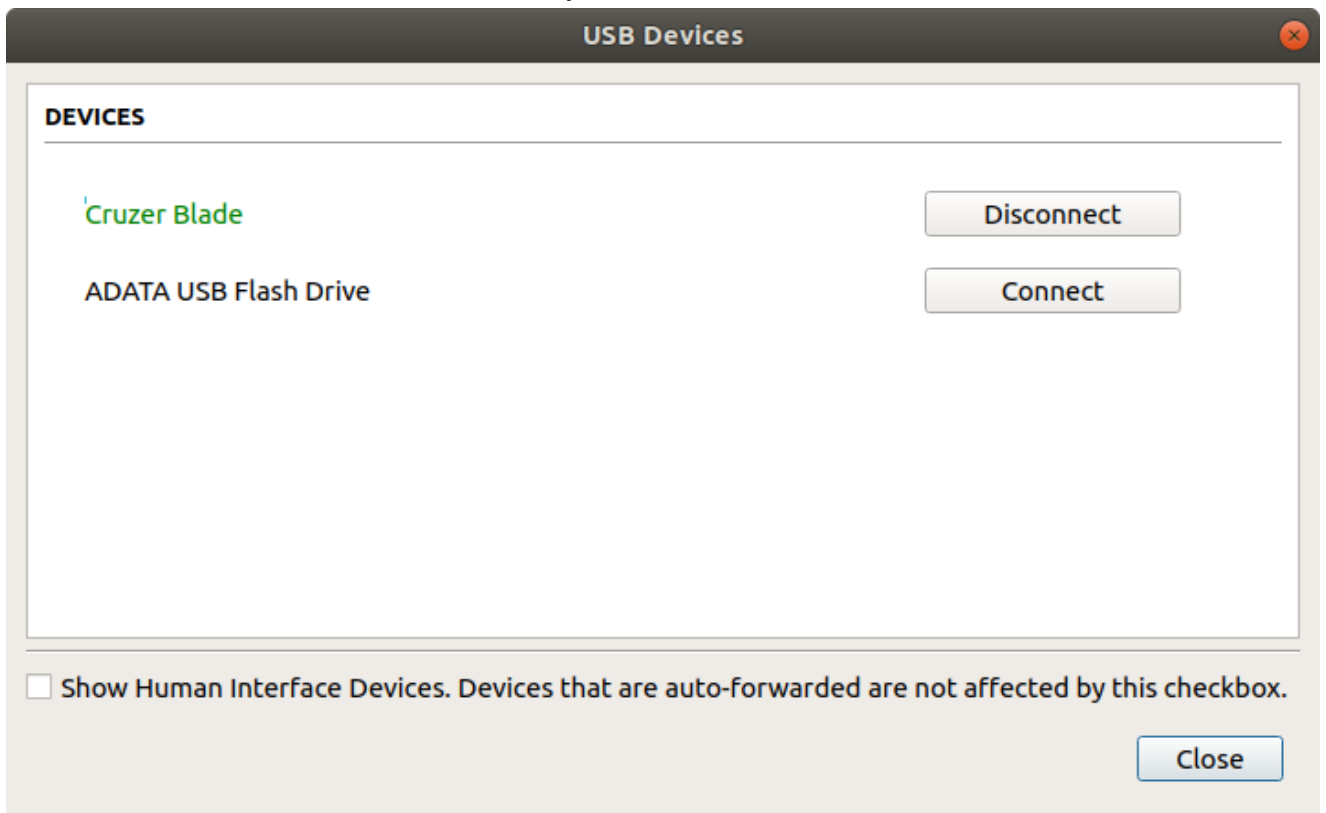 USB Devices
DEVICES
Cruzer Blade
Disconnect
ADATA USB Flash Drive
Connect
Show Human Interface Devices. Devices that are auto-forwarded are not affected by this checkbox.
Close